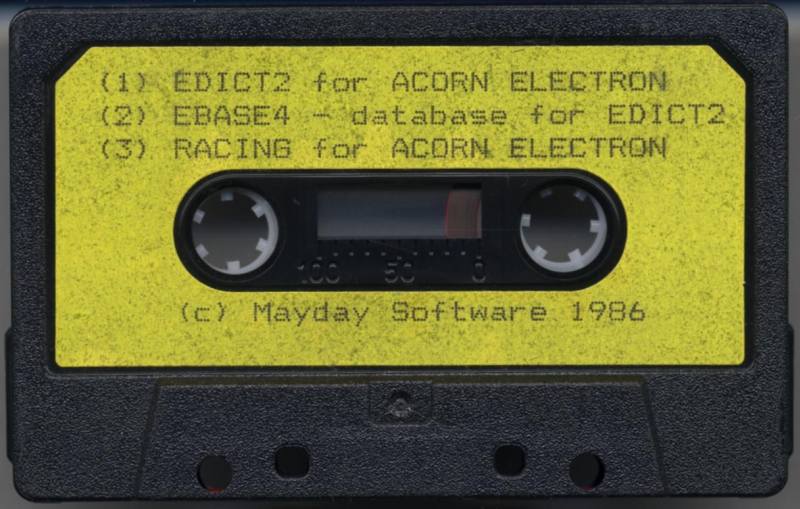 (1) EDICT2 for ACORN ELECTRON
(2) EBASE4 - database for EDICT2
(3) RACING for ACORN ELECTRON
100 50 0
(c) Mayday Software 1986